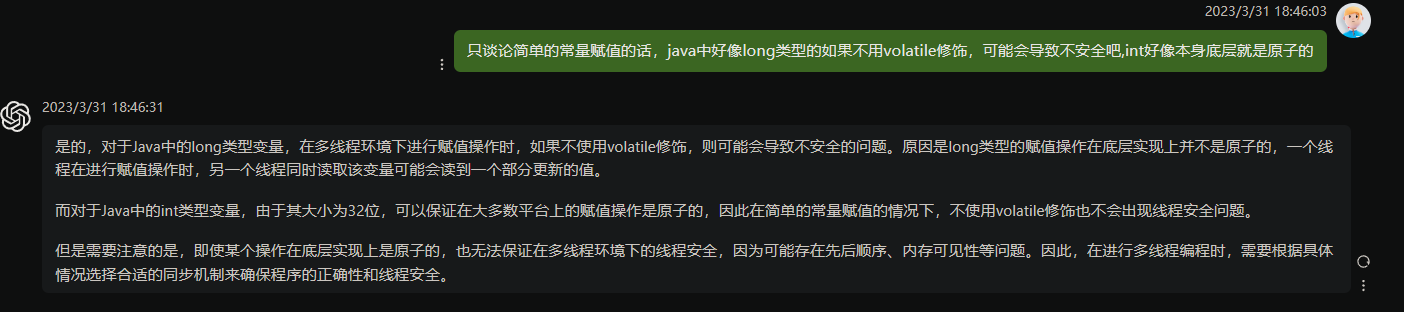 2023/3/31 18:46:03
只谈论简单的常量赋值的话，java中好像long类型的如果不用volatile修饰，可能会导致不安全吧,int好像本身底层就是原子的
2023/3/31 18:46:31
是的，对于Java中的long类型变量，在多线程环境下进行赋值操作时，如果不使用volatile修饰，则可能会导致不安全的问题。原因是long类型的赋值操作在底层实现上并不是原子的，一个线
程在进行赋值操作时，另一个线程同时读取该变量可能会读到一个部分更新的值。
而对于Java中的int类型变量，由于其大小为32位，可以保证在大多数平台上的赋值操作是原子的，因此在简单的常量赋值的情况下，不使用volatile修饰也不会出现线程安全问题。
但是需要注意的是，即使某个操作在底层实现上是原子的，也无法保证在多线程环境下的线程安全，因为可能存在先后顺序、内存可见性等问题。因此，在进行多线程编程时，需要根据具体
情况选择合适的同步机制来确保程序的正确性和线程安全。